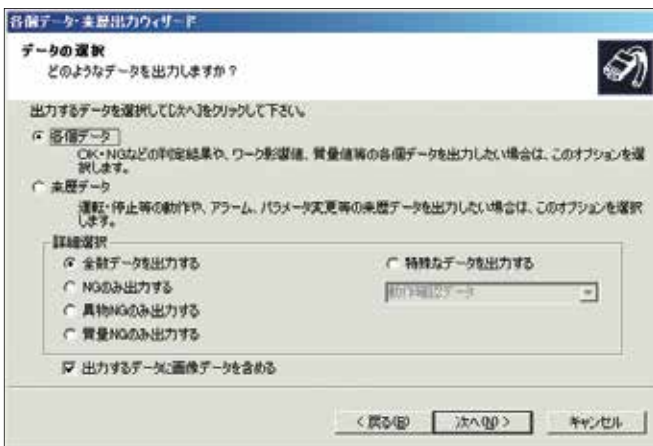 各個データ・来歴出力ウィザード
データの選択
どのようなデータを出力しますか？
出力するデータを選択して[次へ]をクリックして下さい。
各個データ
OK・NGなどの判定結果や、ワーク影響値、質量値等の各個データを出力したい場合は、このオプションを選
択します。
来歴データ
運転・停止等の動作や、アラーム、パラメータ変更等の来歴データを出力したい場合は、このオプションを選択
します。
詳細選択
全数データを出力する
特殊なデータを出力する
NGのみ出力する
動作確認データ
異物NGのみ出力する
質量NGのみ出力する
出力するデータに画像データを含める
< 戻る(B)
次へ(N) >
キャンセル